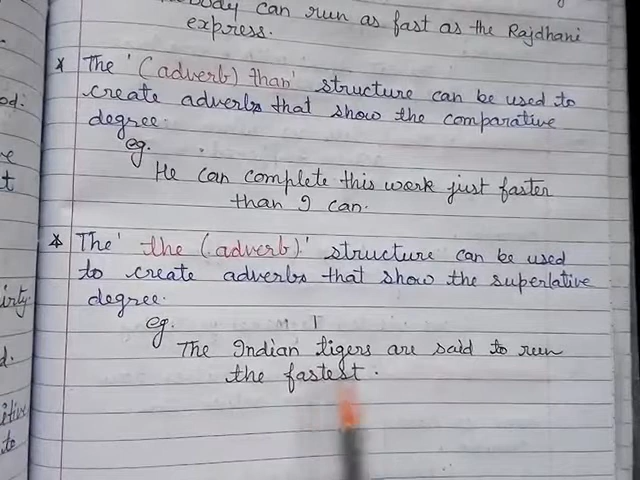 can run as fast as the Rajdhani
express.
* The '(adverb) than' structure can be used to
create adverbs that show the comparative
degree.
eg.
He can complete this work just faster
than I can.
* The 'the (adverb)' structure can be used
to create adverbs that show the superlative
degree.
eg.
The Indian tigers are said to run
the fastest.